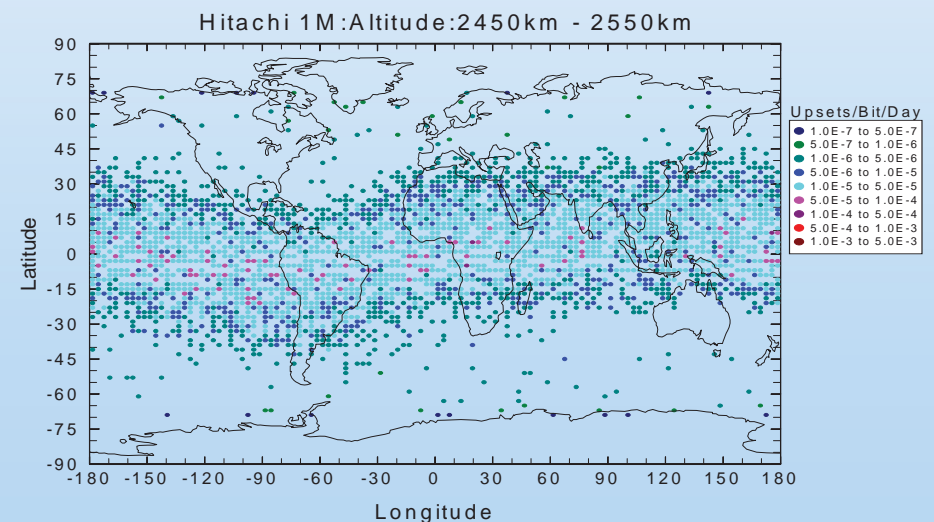 Hitachi 1M:Altitude:2450km - 2550km
90
75
60
45
30
15
0
-15
-30
-45
-60
-75
-90
Latitude
-180 -150 -120 -90 -60 -30 0 30 60 90 120 150 180
Longitude
Upsets/Bit/Day
1.0E-7 to 5.0E-7
5.0E-7 to 1.0E-6
1.0E-6 to 5.0E-6
5.0E-6 to 1.0E-5
1.0E-5 to 5.0E-5
5.0E-5 to 1.0E-4
1.0E-4 to 5.0E-4
5.0E-4 to 1.0E-3
1.0E-3 to 5.0E-3